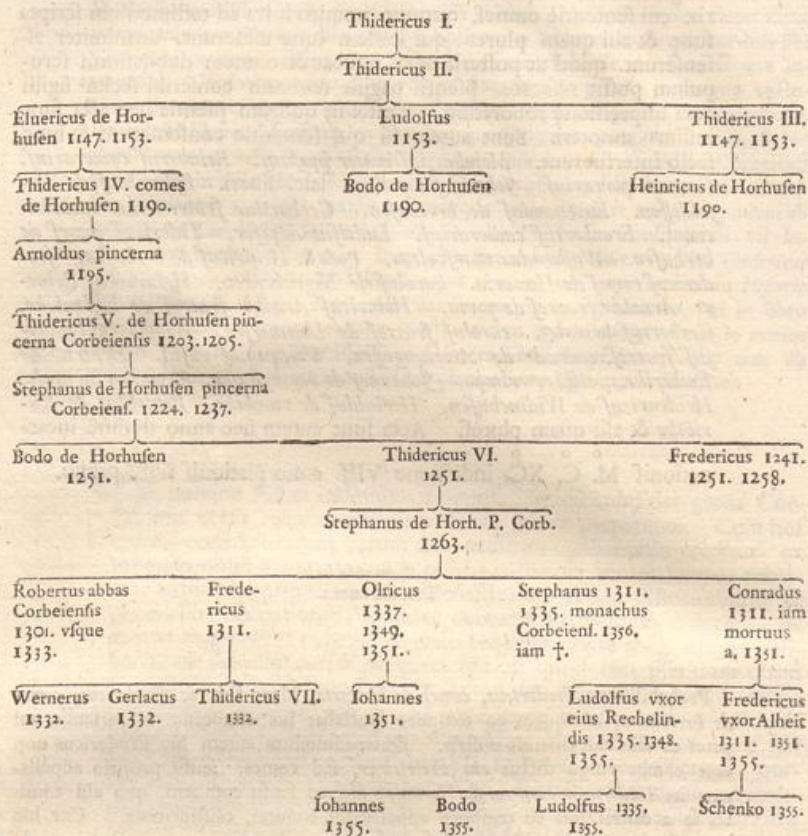 Thidericus I.
Thidericus II.
Eluericus de Hor-
huſen 1147. 1153.
Ludolfus
1153.
Thidericus III.
1147. 1153.
Thidericus IV. comes
de Horhuſen 1190.
Bodo de Horhuſen
1190.
Heinricus de Horhuſen
1190.
Arnoldus pincerna
1195.
Thidericus V. de Horhuſen pin-
cerna Corbeienſis 1203. 1205.
Stephanus de Horhuſen pincerna
Corbeienſ. 1224. 1237.
Bodo de Horhuſen
1251.
Thidericus VI.
1251.
Fredericus 1241.
1251. 1258.
Stephanus de Horh. P. Corb.
1263.
Robertus abbas
Corbeienſis
1301. vſque
1333.
Frede-
ricus
1311.
Olricus
1337.
1349.
1351.
Stephanus 1311.
1335. monachus
Corbeienſ. 1356.
iam †.
Conradus
1311. iam
mortuus
a. 1351.
Wernerus
1332.
Gerlacus
1332.
Thidericus VII.
1332.
Iohannes
1351.
Ludolfus vxor
eius Rechelin-
dis 1335. 1348.
1355.
Fredericus
vxor Alheit
1311. 1351.
1355.
Iohannes
1355.
Bodo
1355.
Ludolfus 1335.
1355.
Schenko 1355.